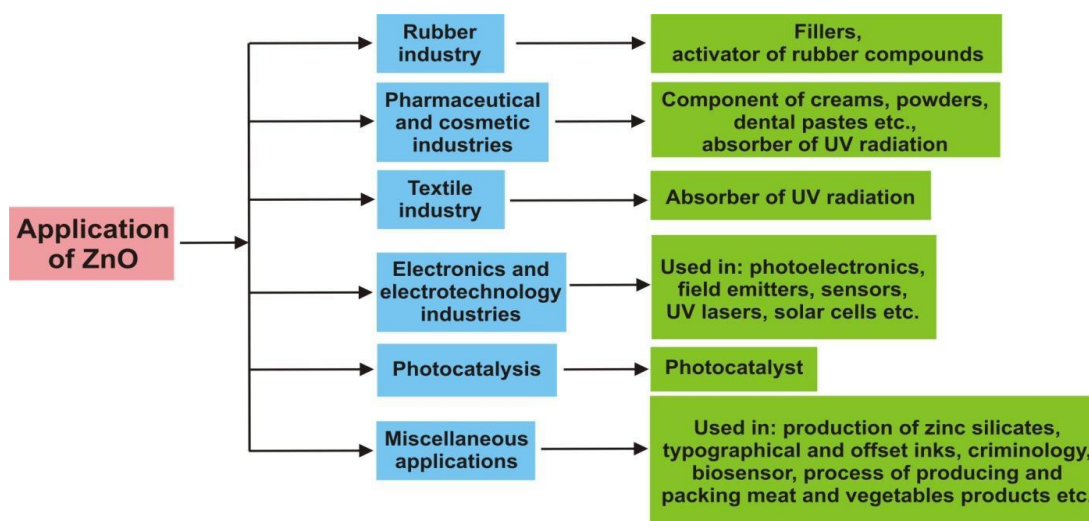 Application
of ZnO
Rubber
industry
Fillers,
activator of rubber compounds
Pharmaceutical
and cosmetic
industries
Component of creams, powders,
dental pastes etc.,
absorber of UV radiation
Textile
industry
Absorber of UV radiation
Electronics and
electrotechnology
industries
Used in: photoelectronics,
field emitters, sensors,
UV lasers, solar cells etc.
Photocatalysis
Photocatalyst
Miscellaneous
applications
Used in: production of zinc silicates,
typographical and offset inks, criminology,
biosensor, process of producing and
packing meat and vegetables products etc